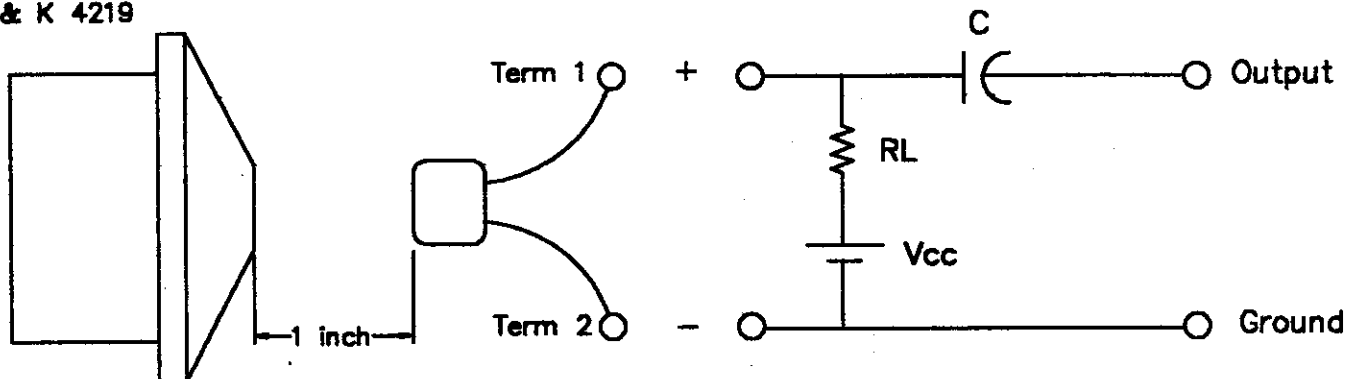 & K 4219
C
Term 1 + Output
RL
Vcc
1 inch
Term 2 - Ground